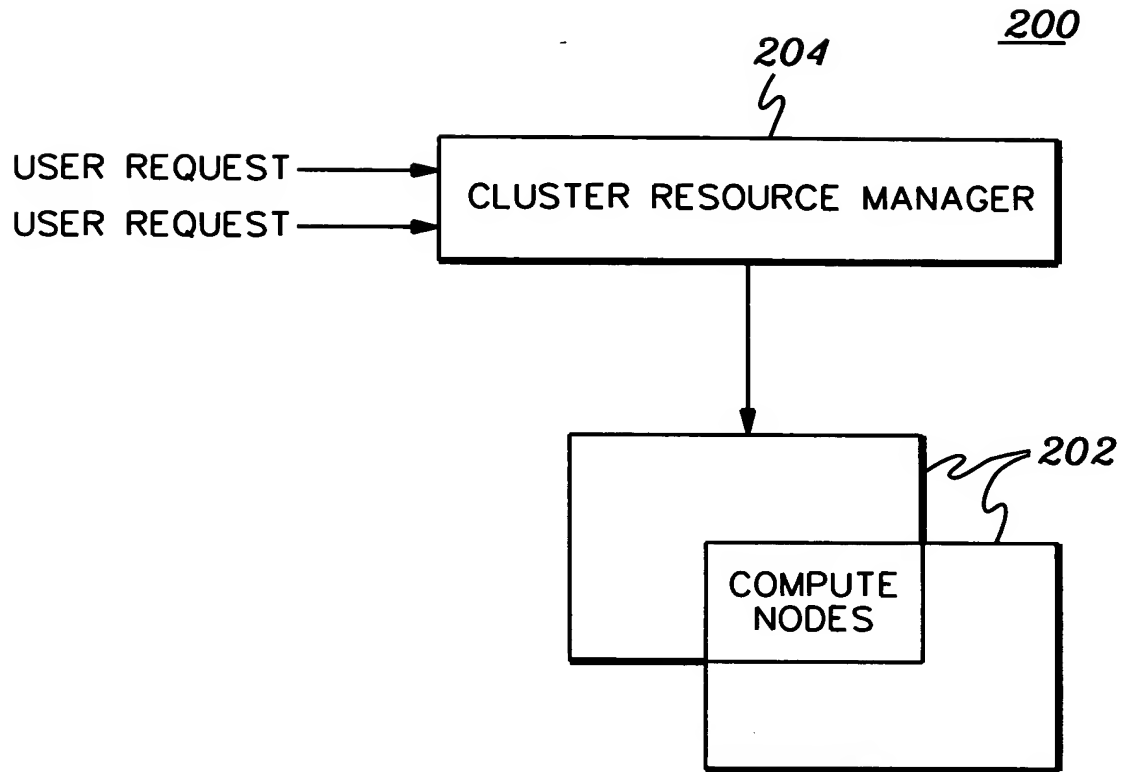 200
204
USER REQUEST
USER REQUEST
CLUSTER RESOURCE MANAGER
202
COMPUTE
NODES